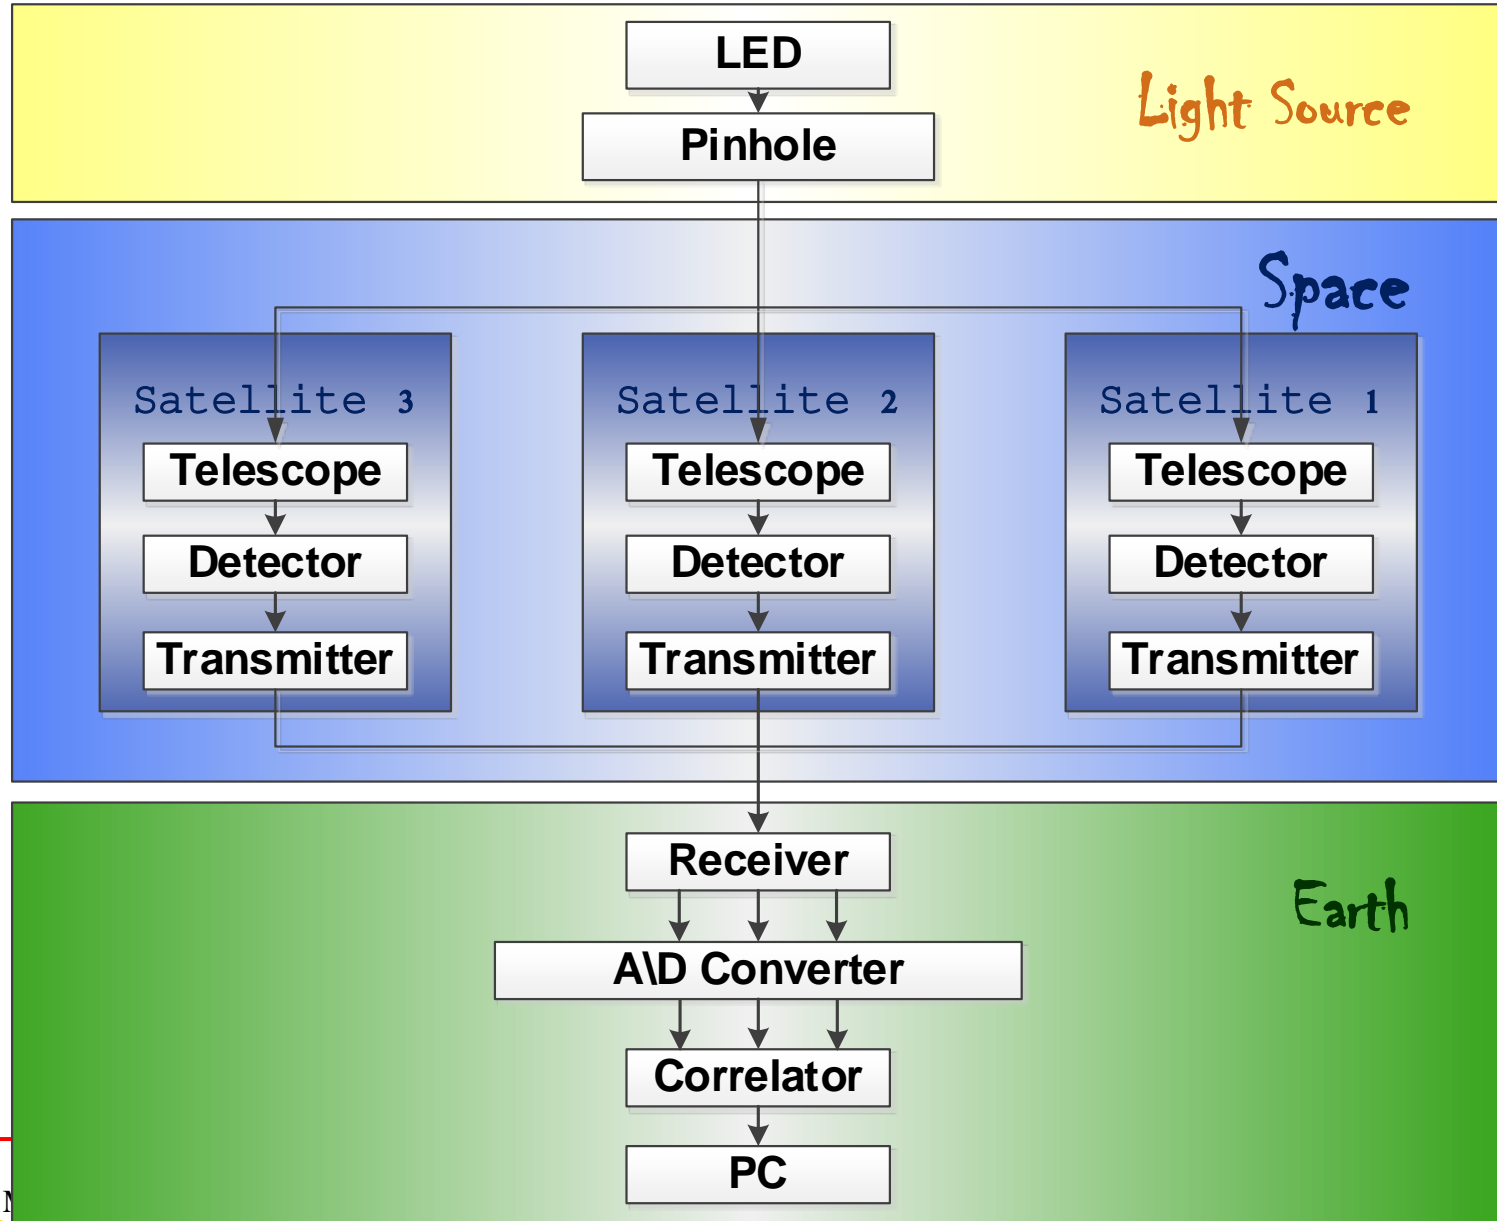 LED
Light Source
Pinhole
Space
Satellite 3
Satellite 2
Satellite 1
Telescope
Telescope
Telescope
Detector
Detector
Detector
Transmitter
Transmitter
Transmitter
Receiver
Earth
A\D Converter
Correlator
PC